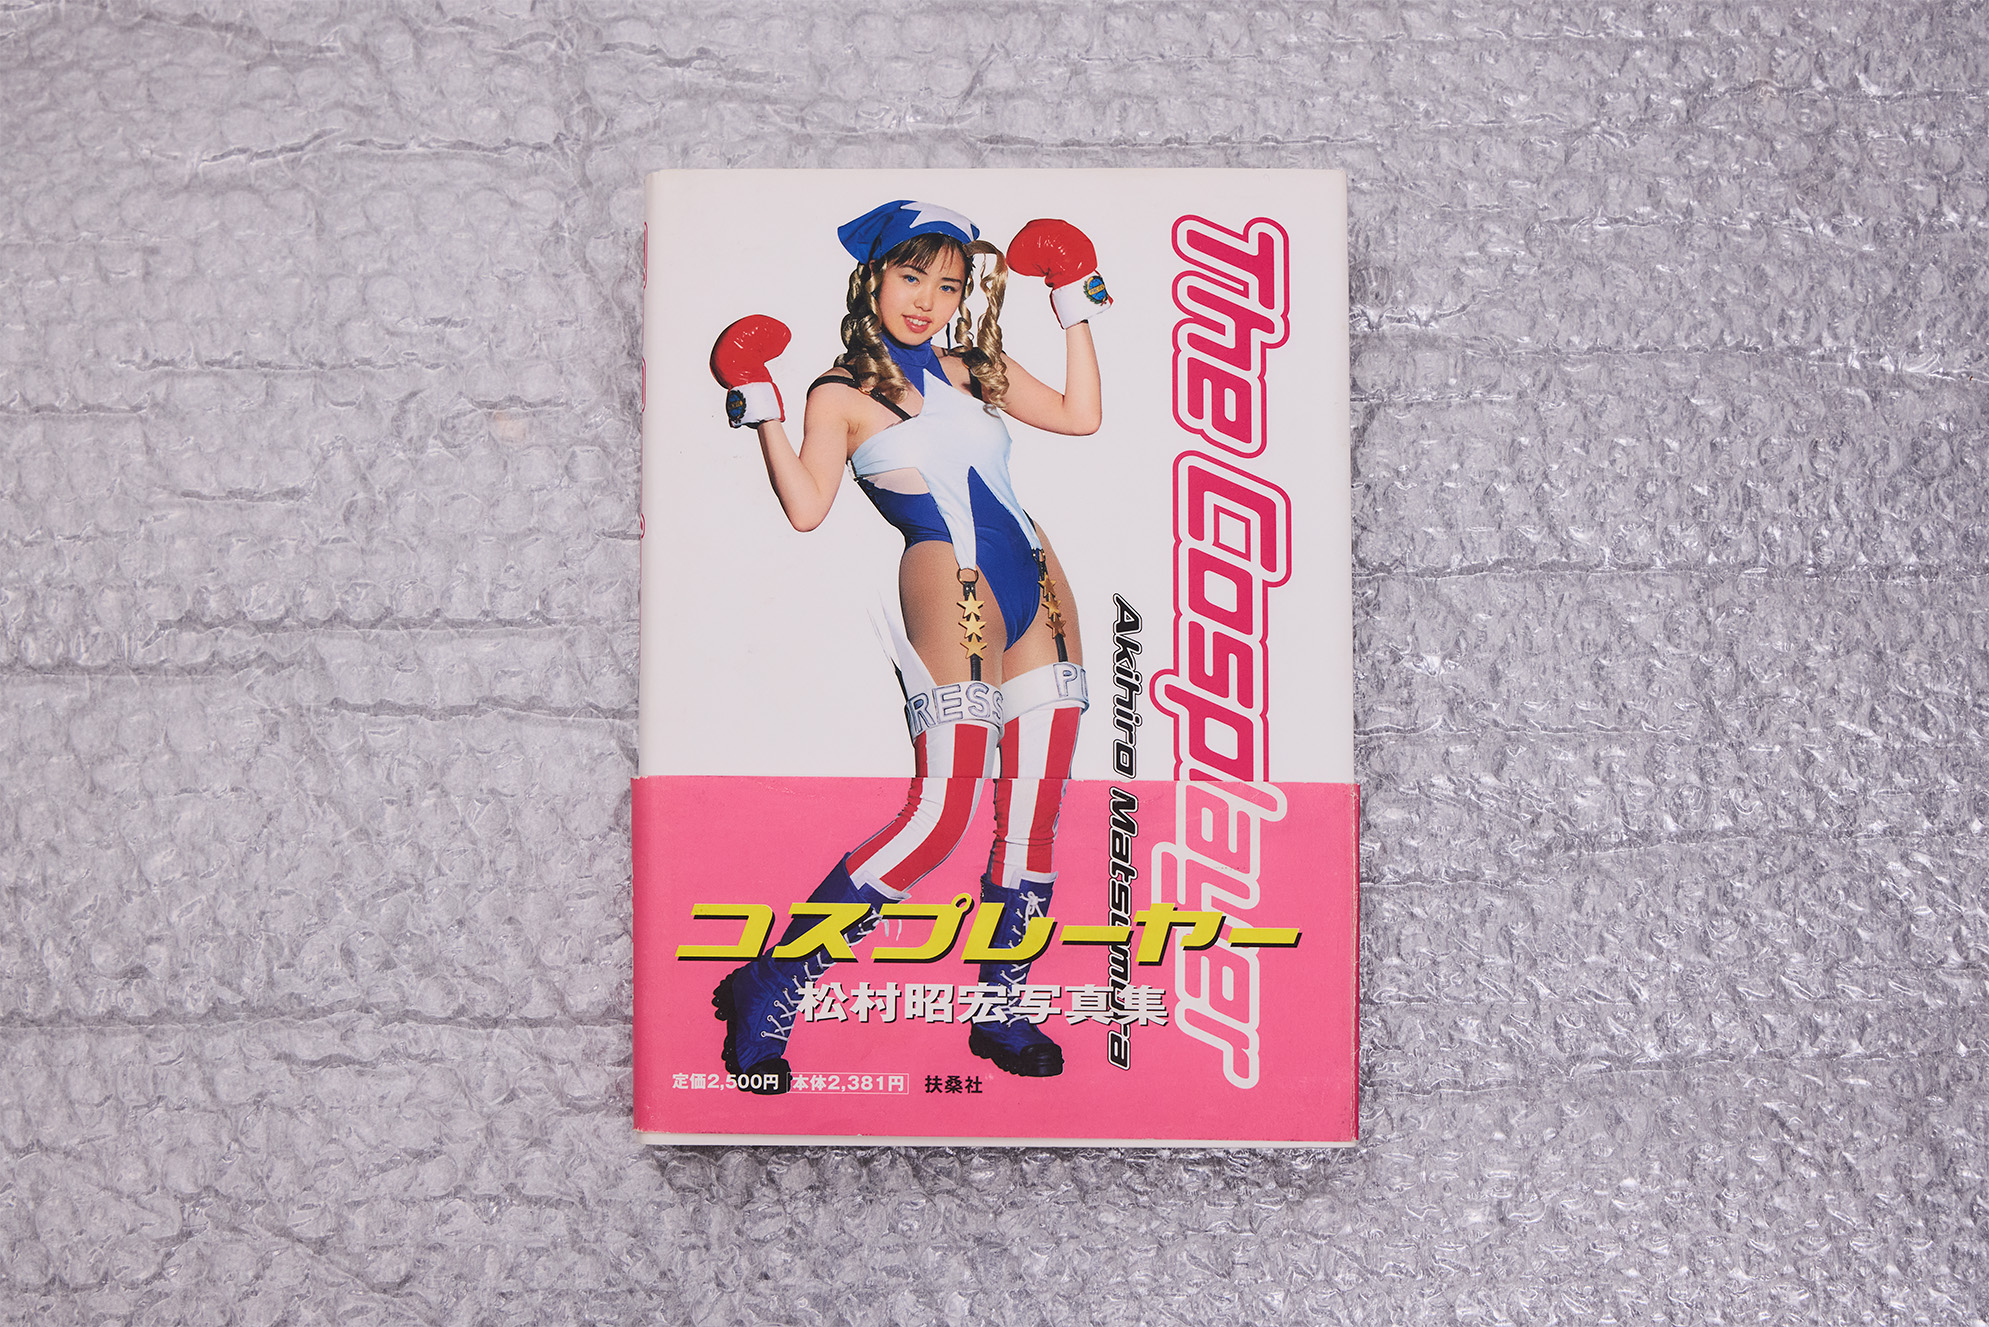 The Cosplayer
Akihiro Matsumura
RESS
P
コスプレーヤー
松村昭宏写真集
定価2,500円 本体2,381円 扶桑社